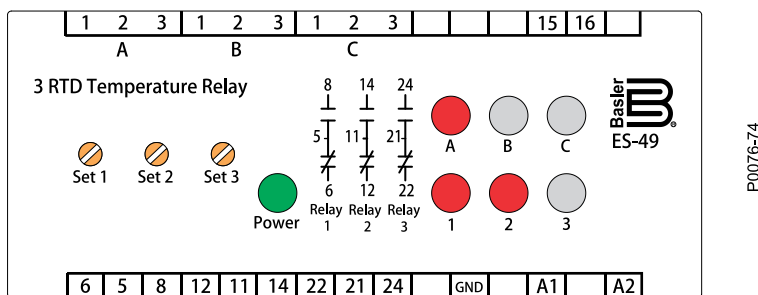 1 2 3 1 2 3 1 2 3 15 16
A B C
3 RTD Temperature Relay
8 14 24
5 11 21
6 12 22
Relay 1 Relay 2 Relay 3
Set 1 Set 2 Set 3
Power
A B C
1 2 3
Basler
ES-49
6 5 8 12 11 14 22 21 24 GND A1 A2
P0076-74